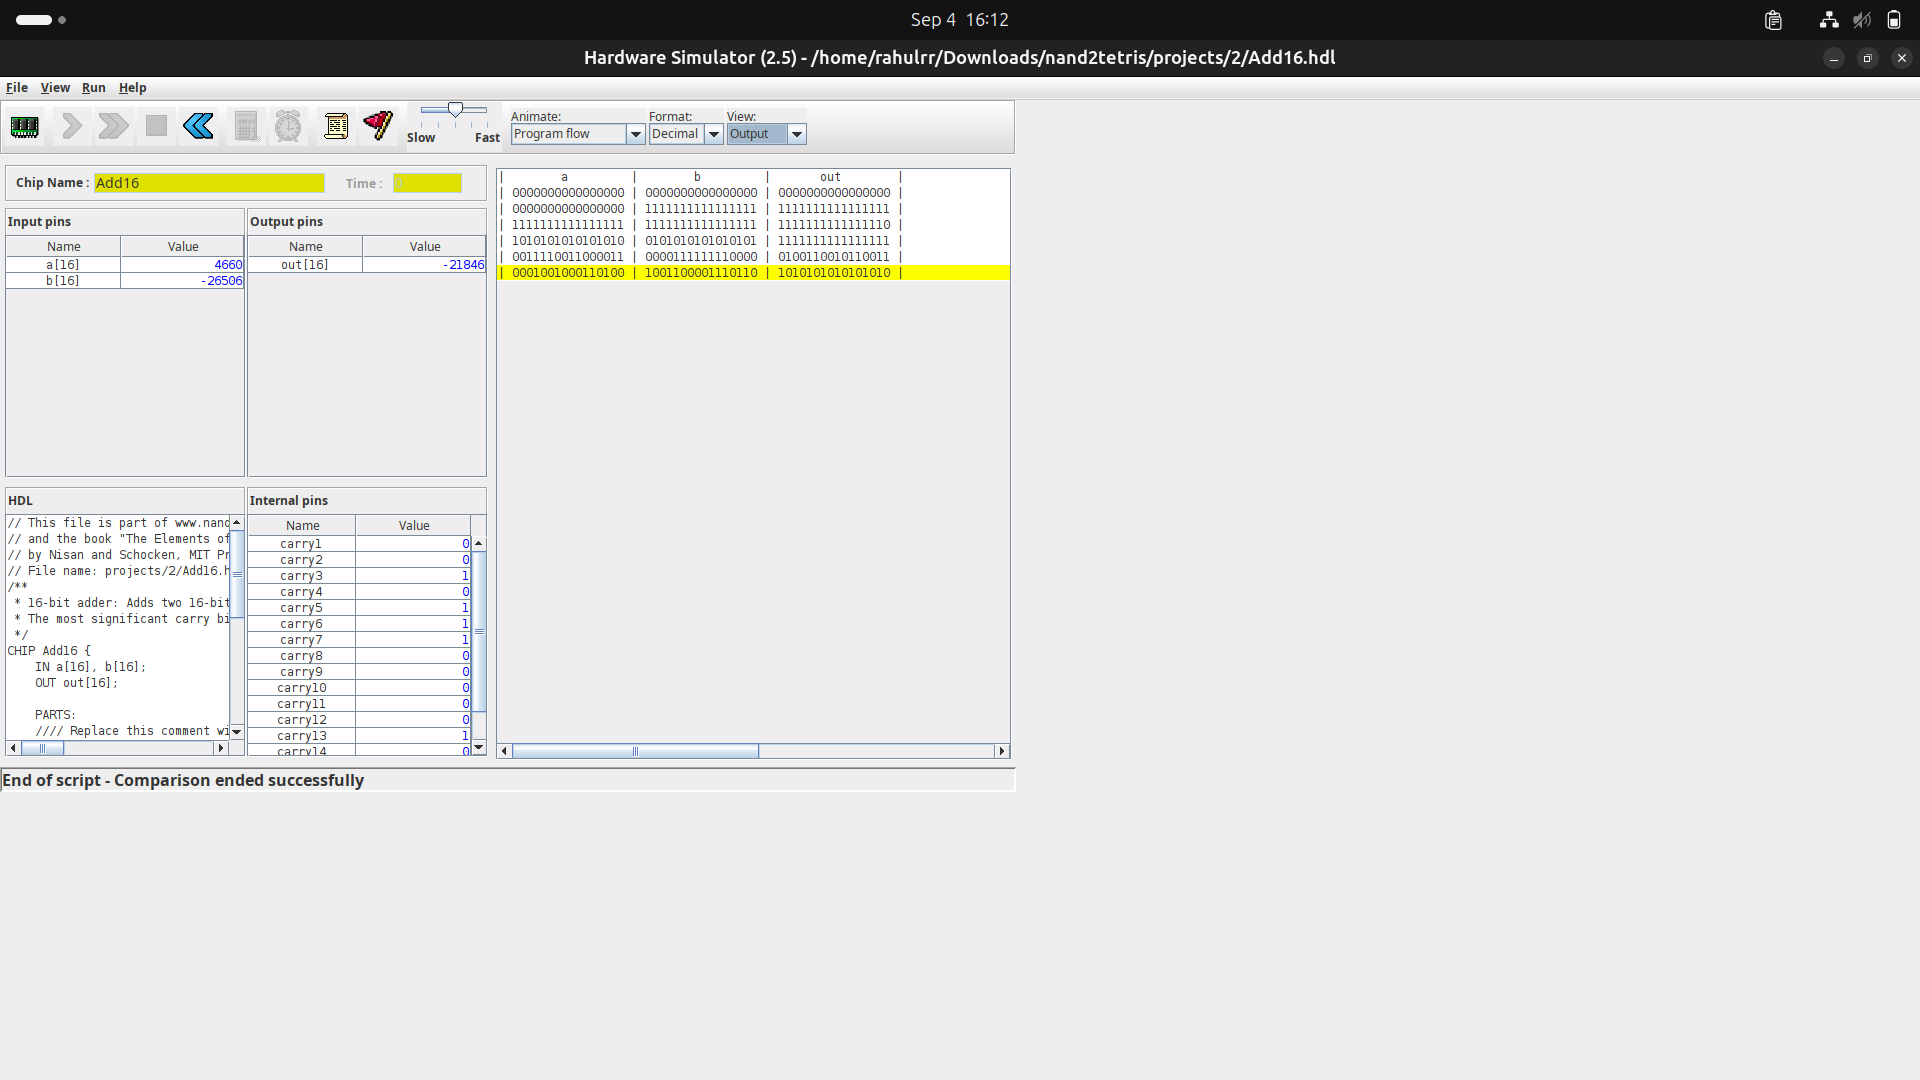 Sep 4 16:12
Hardware Simulator (2.5) - /home/rahulrr/Downloads/nand2tetris/projects/2/Add16.hdl
File View Run Help
Slow Fast
Animate:
Program flow
Format:
Decimal
View:
Output
Chip Name : Add16 Time : 0
Input pins
Name Value
a[16] 4660
b[16] -26506
Output pins
Name Value
out[16] -21846
HDL
// This file is part of www.nand
// and the book "The Elements of
// by Nisan and Schocken, MIT Pr
// File name: projects/2/Add16.h
/**
* 16-bit adder: Adds two 16-bit
* The most significant carry bi
*/
CHIP Add16 {
IN a[16], b[16];
OUT out[16];
PARTS:
//// Replace this comment wi
Internal pins
Name Value
carry1 0
carry2 0
carry3 1
carry4 0
carry5 1
carry6 1
carry7 1
carry8 0
carry9 0
carry10 0
carry11 0
carry12 0
carry13 1
carry14 0
| a | b | out |
| 0000000000000000 | 0000000000000000 | 0000000000000000 |
| 0000000000000000 | 1111111111111111 | 1111111111111111 |
| 1111111111111111 | 1111111111111111 | 1111111111111110 |
| 1010101010101010 | 0101010101010101 | 1111111111111111 |
| 0011110011000011 | 0000111111110000 | 0100110010110011 |
| 0001001000110100 | 1001100001110110 | 1010101010101010 |
End of script - Comparison ended successfully